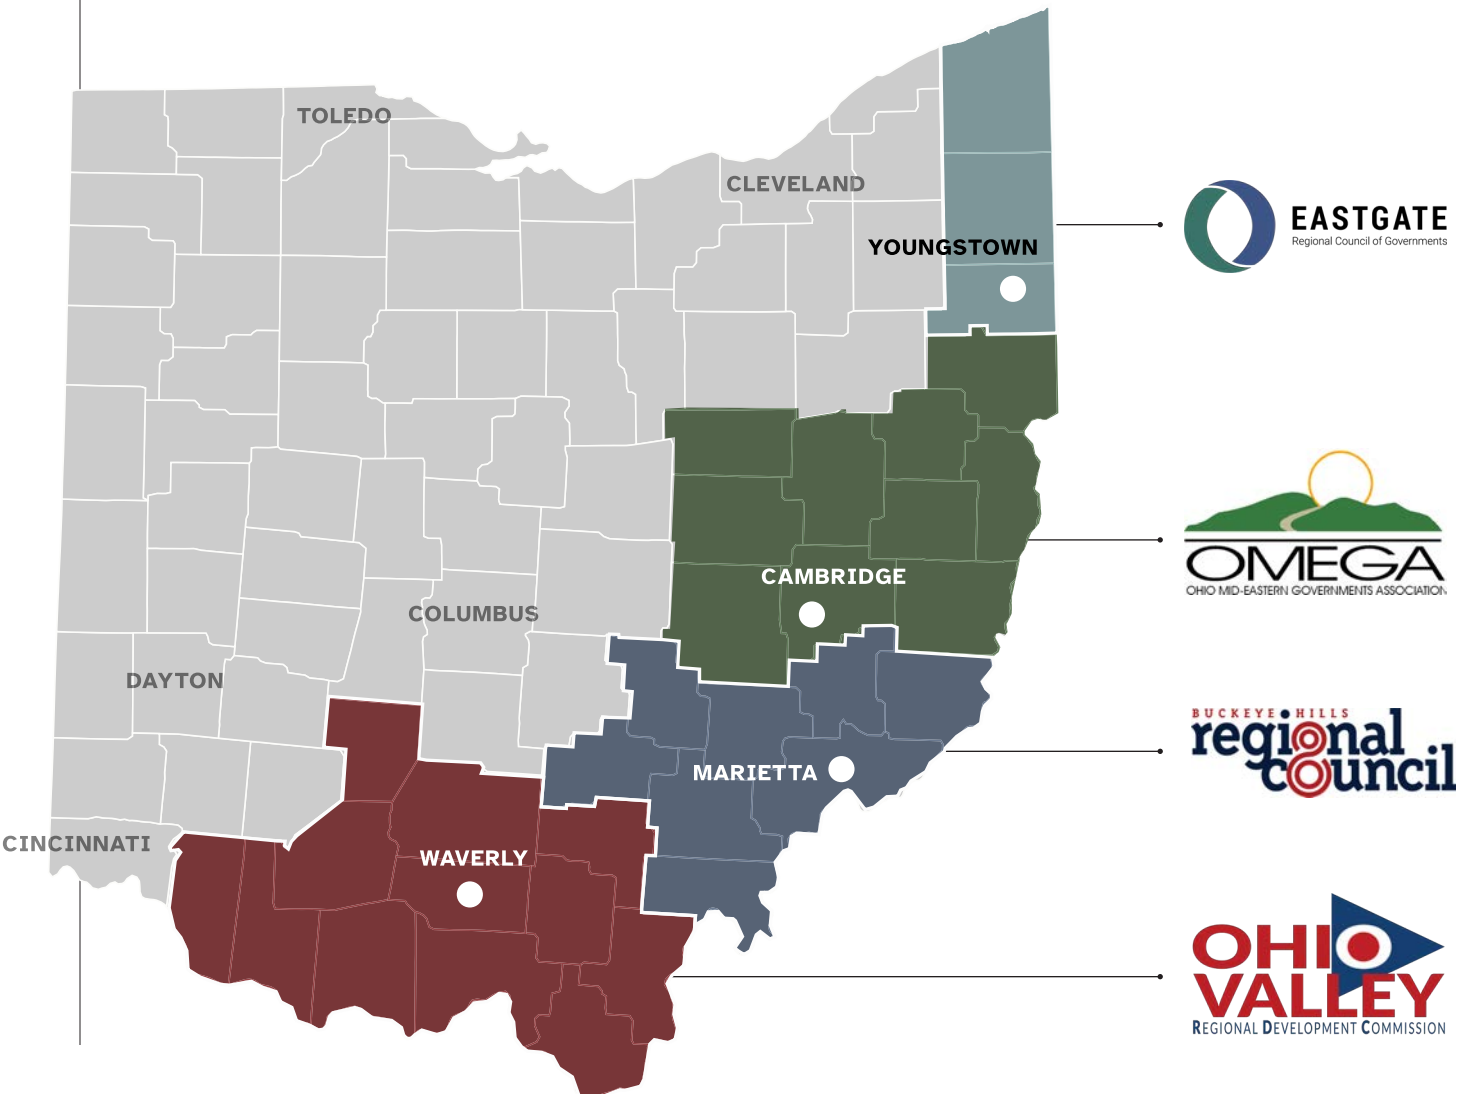 TOLEDO
CLEVELAND
YOUNGSTOWN
EASTGATE
Regional Council of Governments
CAMBRIDGE
OMEGA
OHIO MID-EASTERN GOVERNMENTS ASSOCIATION
COLUMBUS
DAYTON
BUCKEYE HILLS
regional
council
MARIETTA
CINCINNATI
WAVERLY
OHIO
VALLEY
REGIONAL DEVELOPMENT COMMISSION